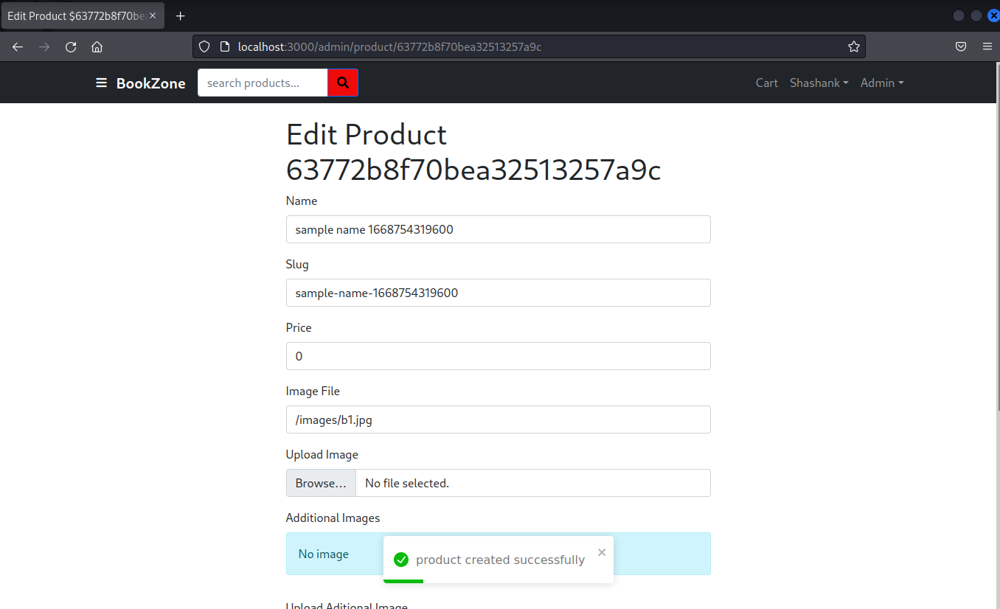 Edit Product $63772b8f70be
localhost:3000/admin/product/63772b8f70bea32513257a9c
BookZone
search products...
Cart
Shashank
Admin
Edit Product
63772b8f70bea32513257a9c
Name
sample name 1668754319600
Slug
sample-name-1668754319600
Price
0
Image File
/images/b1.jpg
Upload Image
Browse...
No file selected.
Additional Images
No image
product created successfully
Upload Aditional Image